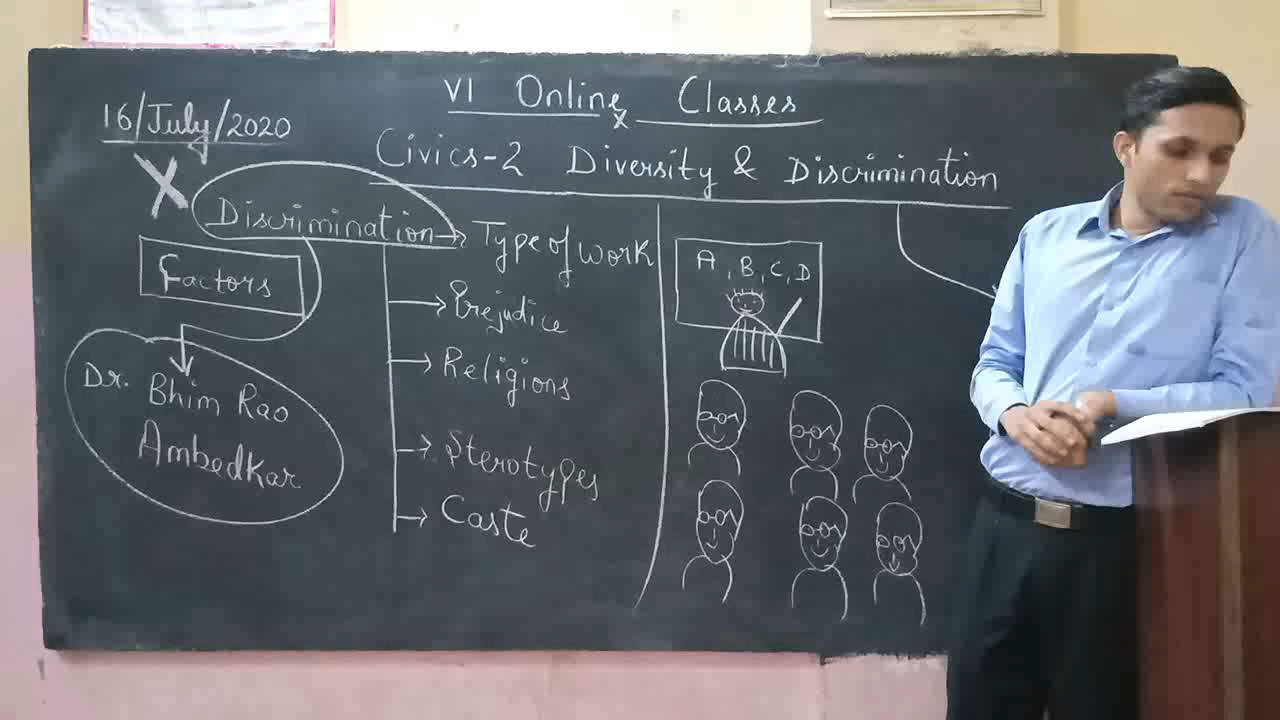 VI Online Classes
16/July/2020
Civics-2 Diversity & Discrimination
X
Discrimination
Type of work
Factors
Prejudice
Religions
Sterotypes
Caste
Dr. Bhim Rao
Ambedkar
A, B, C, D